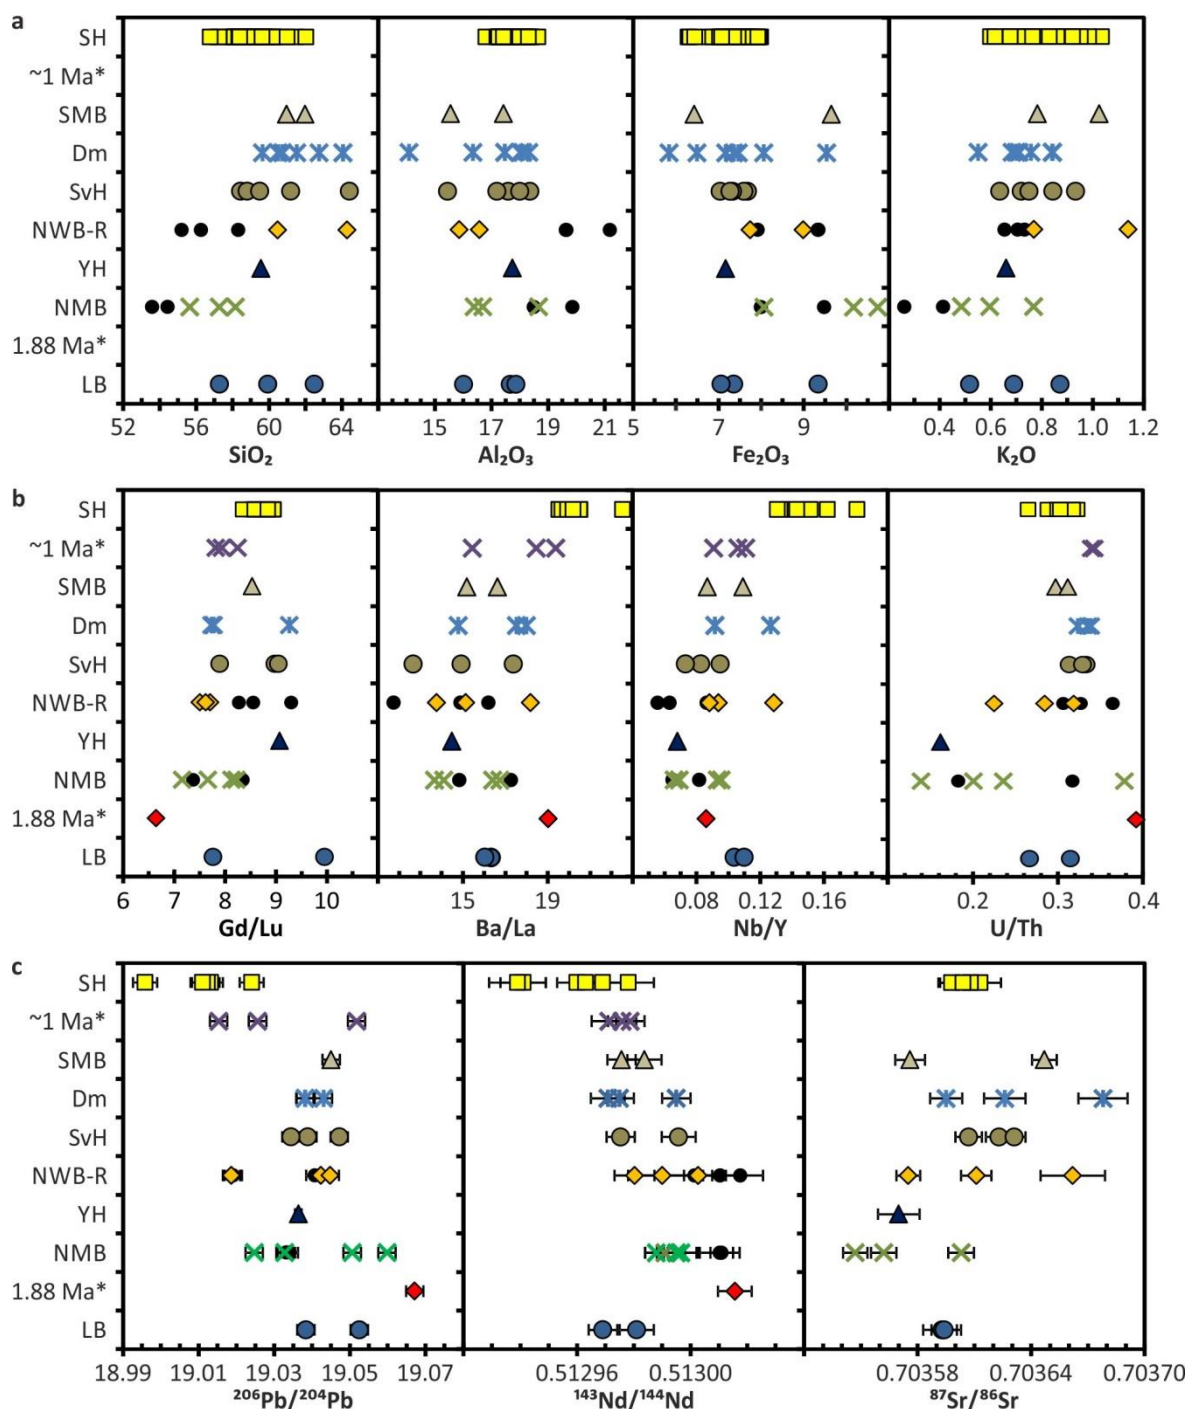 a
SH
~1 Ma*
SMB
Dm
SvH
NWB-R
YH
NMB
1.88 Ma*
LB
52 56 60 64 15 17 19 21 5 7 9 0.4 0.6 0.8 1.0 1.2
SiO₂ Al₂O₃ Fe₂O₃ K₂O
b
SH
~1 Ma*
SMB
Dm
SvH
NWB-R
YH
NMB
1.88 Ma*
LB
6 7 8 9 10 15 19 0.08 0.12 0.16 0.2 0.3 0.4
Gd/Lu Ba/La Nb/Y U/Th
c
SH
~1 Ma*
SMB
Dm
SvH
NWB-R
YH
NMB
1.88 Ma*
LB
18.99 19.01 19.03 19.05 19.07 0.51296 0.51300 0.70358 0.70364 0.70370
²⁰⁶Pb/²⁰⁴Pb ¹⁴³Nd/¹⁴⁴Nd ⁸⁷Sr/⁸⁶Sr